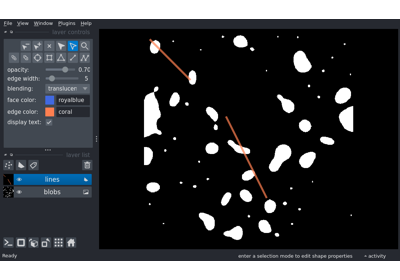 File View Window Plugins Help
layer controls
opacity: 0.70
edge width: 5
blending: translucen
face color: royalblue
edge color: coral
display text:
layer list
lines
blobs
Ready enter a selection mode to edit shape properties activity